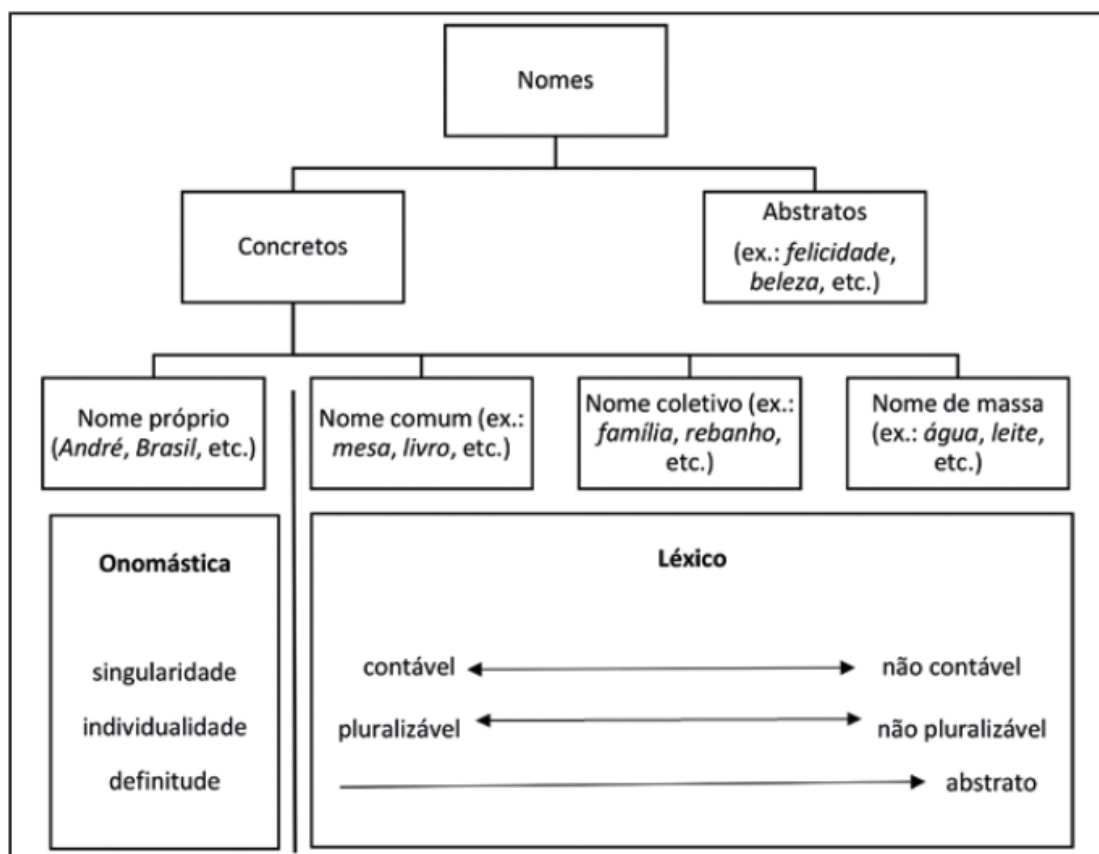 Nomes
Concretos
Abstratos
(ex.: felicidade,
beleza, etc.)
Nome próprio
(André, Brasil, etc.)
Nome comum (ex.:
mesa, livro, etc.)
Nome coletivo (ex.:
família, rebanho,
etc.)
Nome de massa
(ex.: água, leite,
etc.)
Onomástica
singularidade
individualidade
definitude
Léxico
contável
não contável
pluralizável
não pluralizável
abstrato